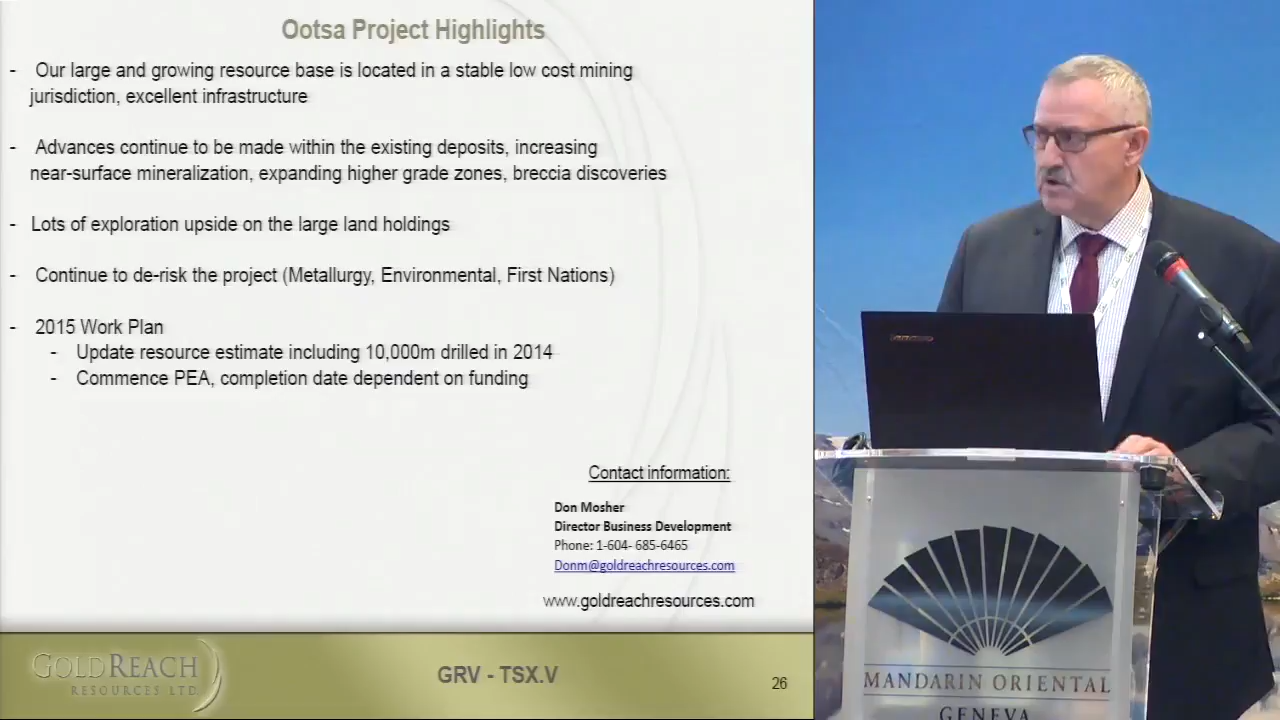 Ootsa Project Highlights
- Our large and growing resource base is located in a stable low cost mining
jurisdiction, excellent infrastructure
- Advances continue to be made within the existing deposits, increasing
near-surface mineralization, expanding higher grade zones, breccia discoveries
- Lots of exploration upside on the large land holdings
- Continue to de-risk the project (Metallurgy, Environmental, First Nations)
- 2015 Work Plan
- Update resource estimate including 10,000m drilled in 2014
- Commence PEA, completion date dependent on funding
Contact information:
Don Mosher
Director Business Development
Phone: 1-604- 685-6465
Donm@goldreachresources.com
www.goldreachresources.com
GOLDREACH
RESOURCES LTD.
GRV - TSX.V
26
lenovo
MANDARIN ORIENTAL
GENEVA